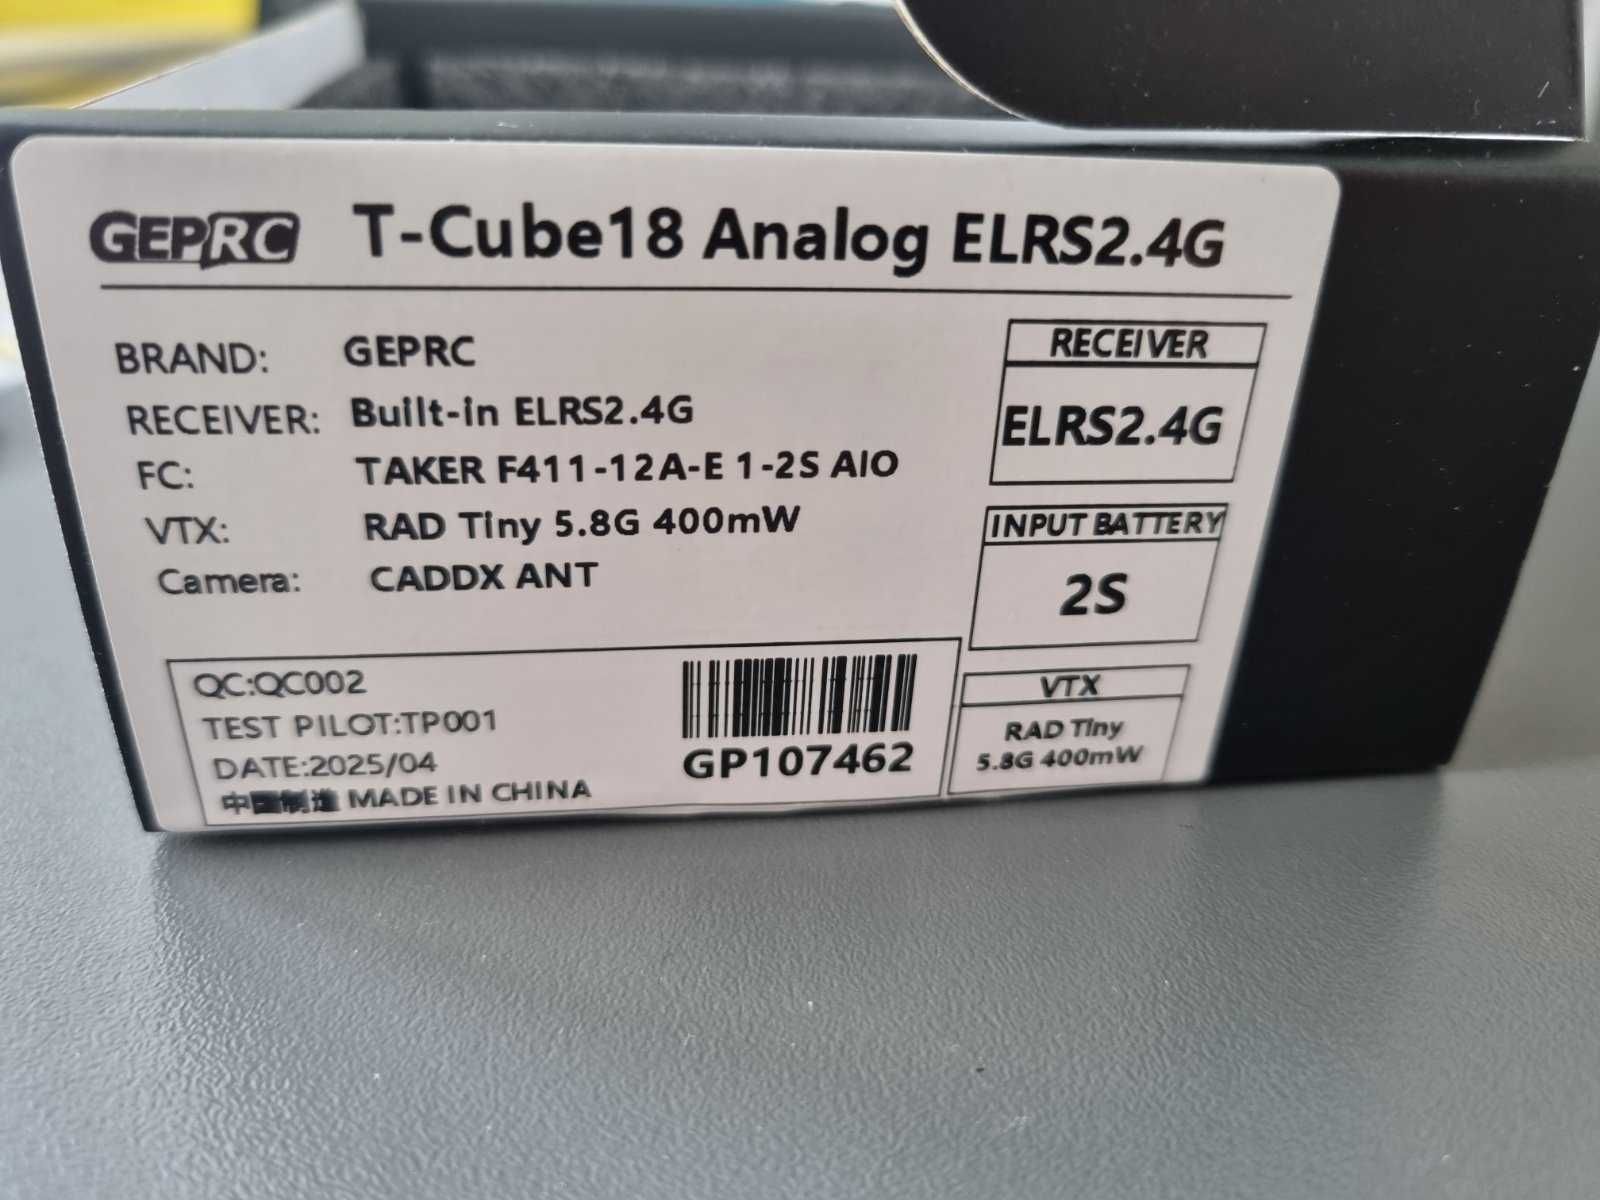 GEPRC T-Cube18 Analog ELRS2.4G
BRAND: GEPRC
RECEIVER: Built-in ELRS2.4G
FC: TAKER F411-12A-E 1-2S AIO
VTX: RAD Tiny 5.8G 400mW
Camera: CADDX ANT
RECEIVER
ELRS2.4G
INPUT BATTERY
2S
VTX
RAD Tiny
5.8G 400mW
QC:QC002
TEST PILOT:TP001
DATE:2025/04
中国制造 MADE IN CHINA
GP107462